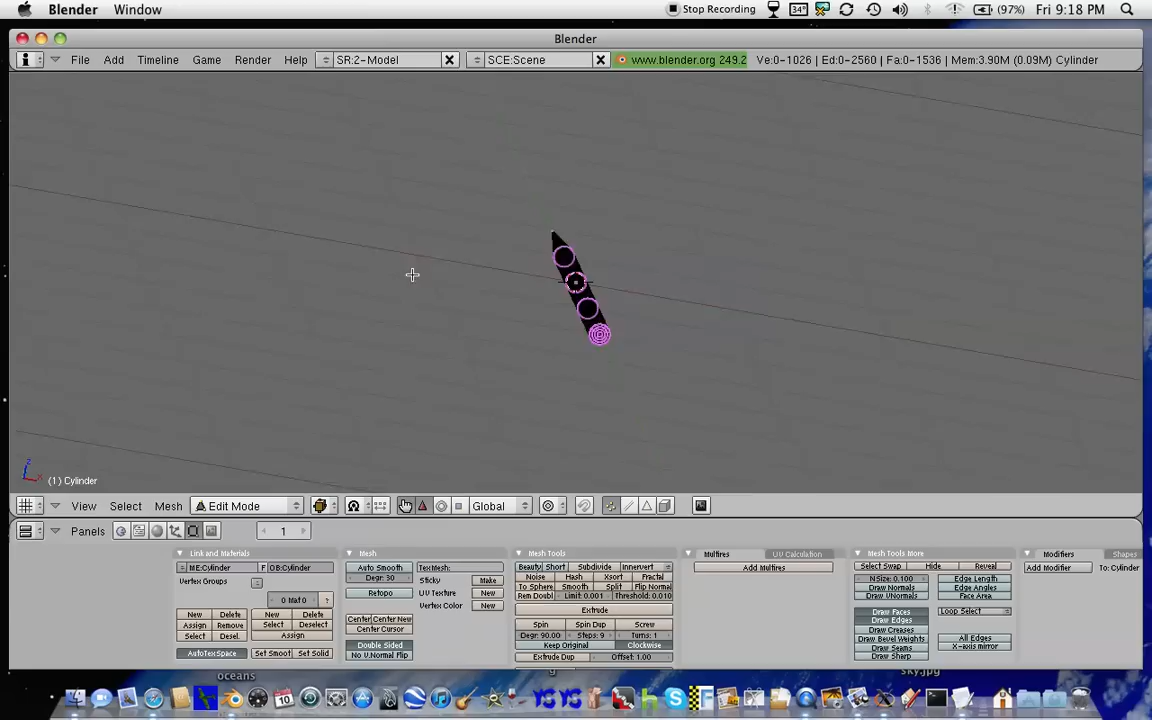 Blender Window Stop Recording 34° (97%) Fri 9:18 PM
Blender
File Add Timeline Game Render Help SR:2-Model SCE:Scene www.blender.org 249.2 Ve:0-1026 | Ed:0-2560 | Fa:0-1536 | Mem:3.90M (0.09M) Cylinder
(1) Cylinder
View Select Mesh Edit Mode Global
Panels 1
Link and Materials Mesh Mesh Tools Multires UV Calculation Mesh Tools More Modifiers Shapes
ME:Cylinder F OB:Cylinder Auto Smooth TexMesh: Beauty Short Subdivide Innervert Add Multires Select Swap Hide Reveal Add Modifier To: Cylinder
Degr: 30 Sticky Make Noise Hash Xsort Fractal NSize: 0.100 Edge Length
Vertex Groups Retopo UV Texture New To Sphere Smooth Split Flip Normal Draw Normals Edge Angles
0 Mat 0 ? Vertex Color New Rem Doubl Limit: 0.001 Threshold: 0.010 Draw VNormals Face Area
New Delete New Delete Center Center New Extrude Draw Faces Loop Select
Assign Remove Select Deselect Center Cursor Spin Spin Dup Screw Draw Edges
Select Desel. Assign Degr: 90.00 Steps: 9 Turns: 1 Draw Creases
Double Sided Keep Original Clockwise Draw Bevel Weights All Edges
AutoTexSpace Set Smoot Set Solid No V.Normal Flip Extrude Dup Offset: 1.00 Draw Seams X-axis mirror
Draw Sharp
oceans sky.jpg